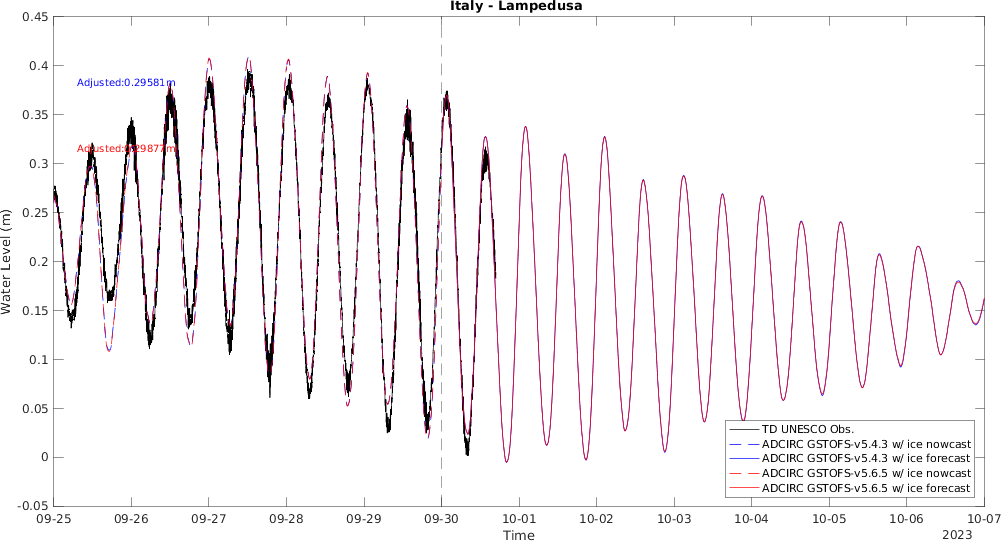 Italy - Lampedusa
0.45
0.4
0.35
0.3
0.25
0.2
0.15
0.1
0.05
0
-0.05
Water Level (m)
Adjusted:0.29581m
Adjusted:0.29877m
TD UNESCO Obs.
ADCIRC GSTOFS-v5.4.3 w/ ice nowcast
ADCIRC GSTOFS-v5.4.3 w/ ice forecast
ADCIRC GSTOFS-v5.6.5 w/ ice nowcast
ADCIRC GSTOFS-v5.6.5 w/ ice forecast
09-25 09-26 09-27 09-28 09-29 09-30 10-01 10-02 10-03 10-04 10-05 10-06 10-07
Time
2023